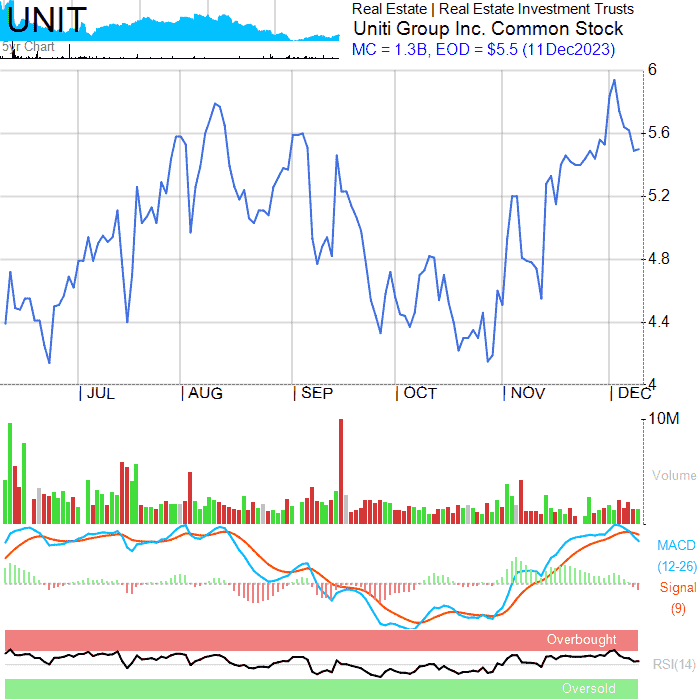 UNIT
5yr Chart
Real Estate | Real Estate Investment Trusts
Uniti Group Inc. Common Stock
MC = 1.3B, EOD = $5.5 (11Dec2023)
6
5.6
5.2
4.8
4.4
4
| JUL
| AUG
| SEP
| OCT
| NOV
| DEC
10M
Volume
MACD
(12-26)
Signal
(9)
Overbought
RSI(14)
Oversold